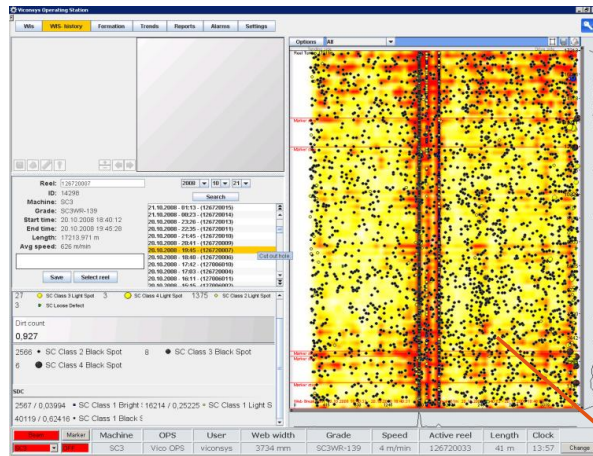 Viconsys Operating Station
WIS
WIS history
Formation
Trends
Reports
Alarms
Settings
Options
All
Reel: 126720007
ID: 14296
Machine: SC3
Grade: SC3WR-139
Start time: 20.10.2008 18:40:12
End time: 20.10.2008 19:45:28
Length: 17213,971 m
Avg speed: 626 m/min
Save
Select reel
2008
10
21
Search
21.10.2008 - 01:13 - (126720015)
21.10.2008 - 00:23 - (126720014)
20.10.2008 - 23:26 - (126720013)
20.10.2008 - 22:35 - (126720011)
20.10.2008 - 21:45 - (126720010)
20.10.2008 - 20:41 - (126720009)
20.10.2008 - 19:45 - (126720007)
20.10.2008 - 18:40 - (126720006)
20.10.2008 - 17:42 - (127006010)
20.10.2008 - 17:03 - (126720004)
20.10.2008 - 16:11 - (127006011)
20.10.2008 - 15:15 - (127006002)
Cut out hole
27 SC Class 3 Light Spot 3 SC Class 4 Light Spot 1375 SC Class 2 Light Spot
3 SC Loose Defect
Dirt count
0,927
2566 SC Class 2 Black Spot 8 SC Class 3 Black Spot
6 SC Class 4 Black Spot
SDC
2567 / 0,03994 SC Class 1 Bright : 16214 / 0,25225 SC Class 1 Light S
40119 / 0,62416 SC Class 1 Black S
Marker
Machine
OPS
User
Web width
Grade
Speed
Active reel
Length
Clock
SC3
SC3
Vico OPS
viconsys
3734 mm
SC3WR-139
4 m/min
126720033
41 m
13:57
Change